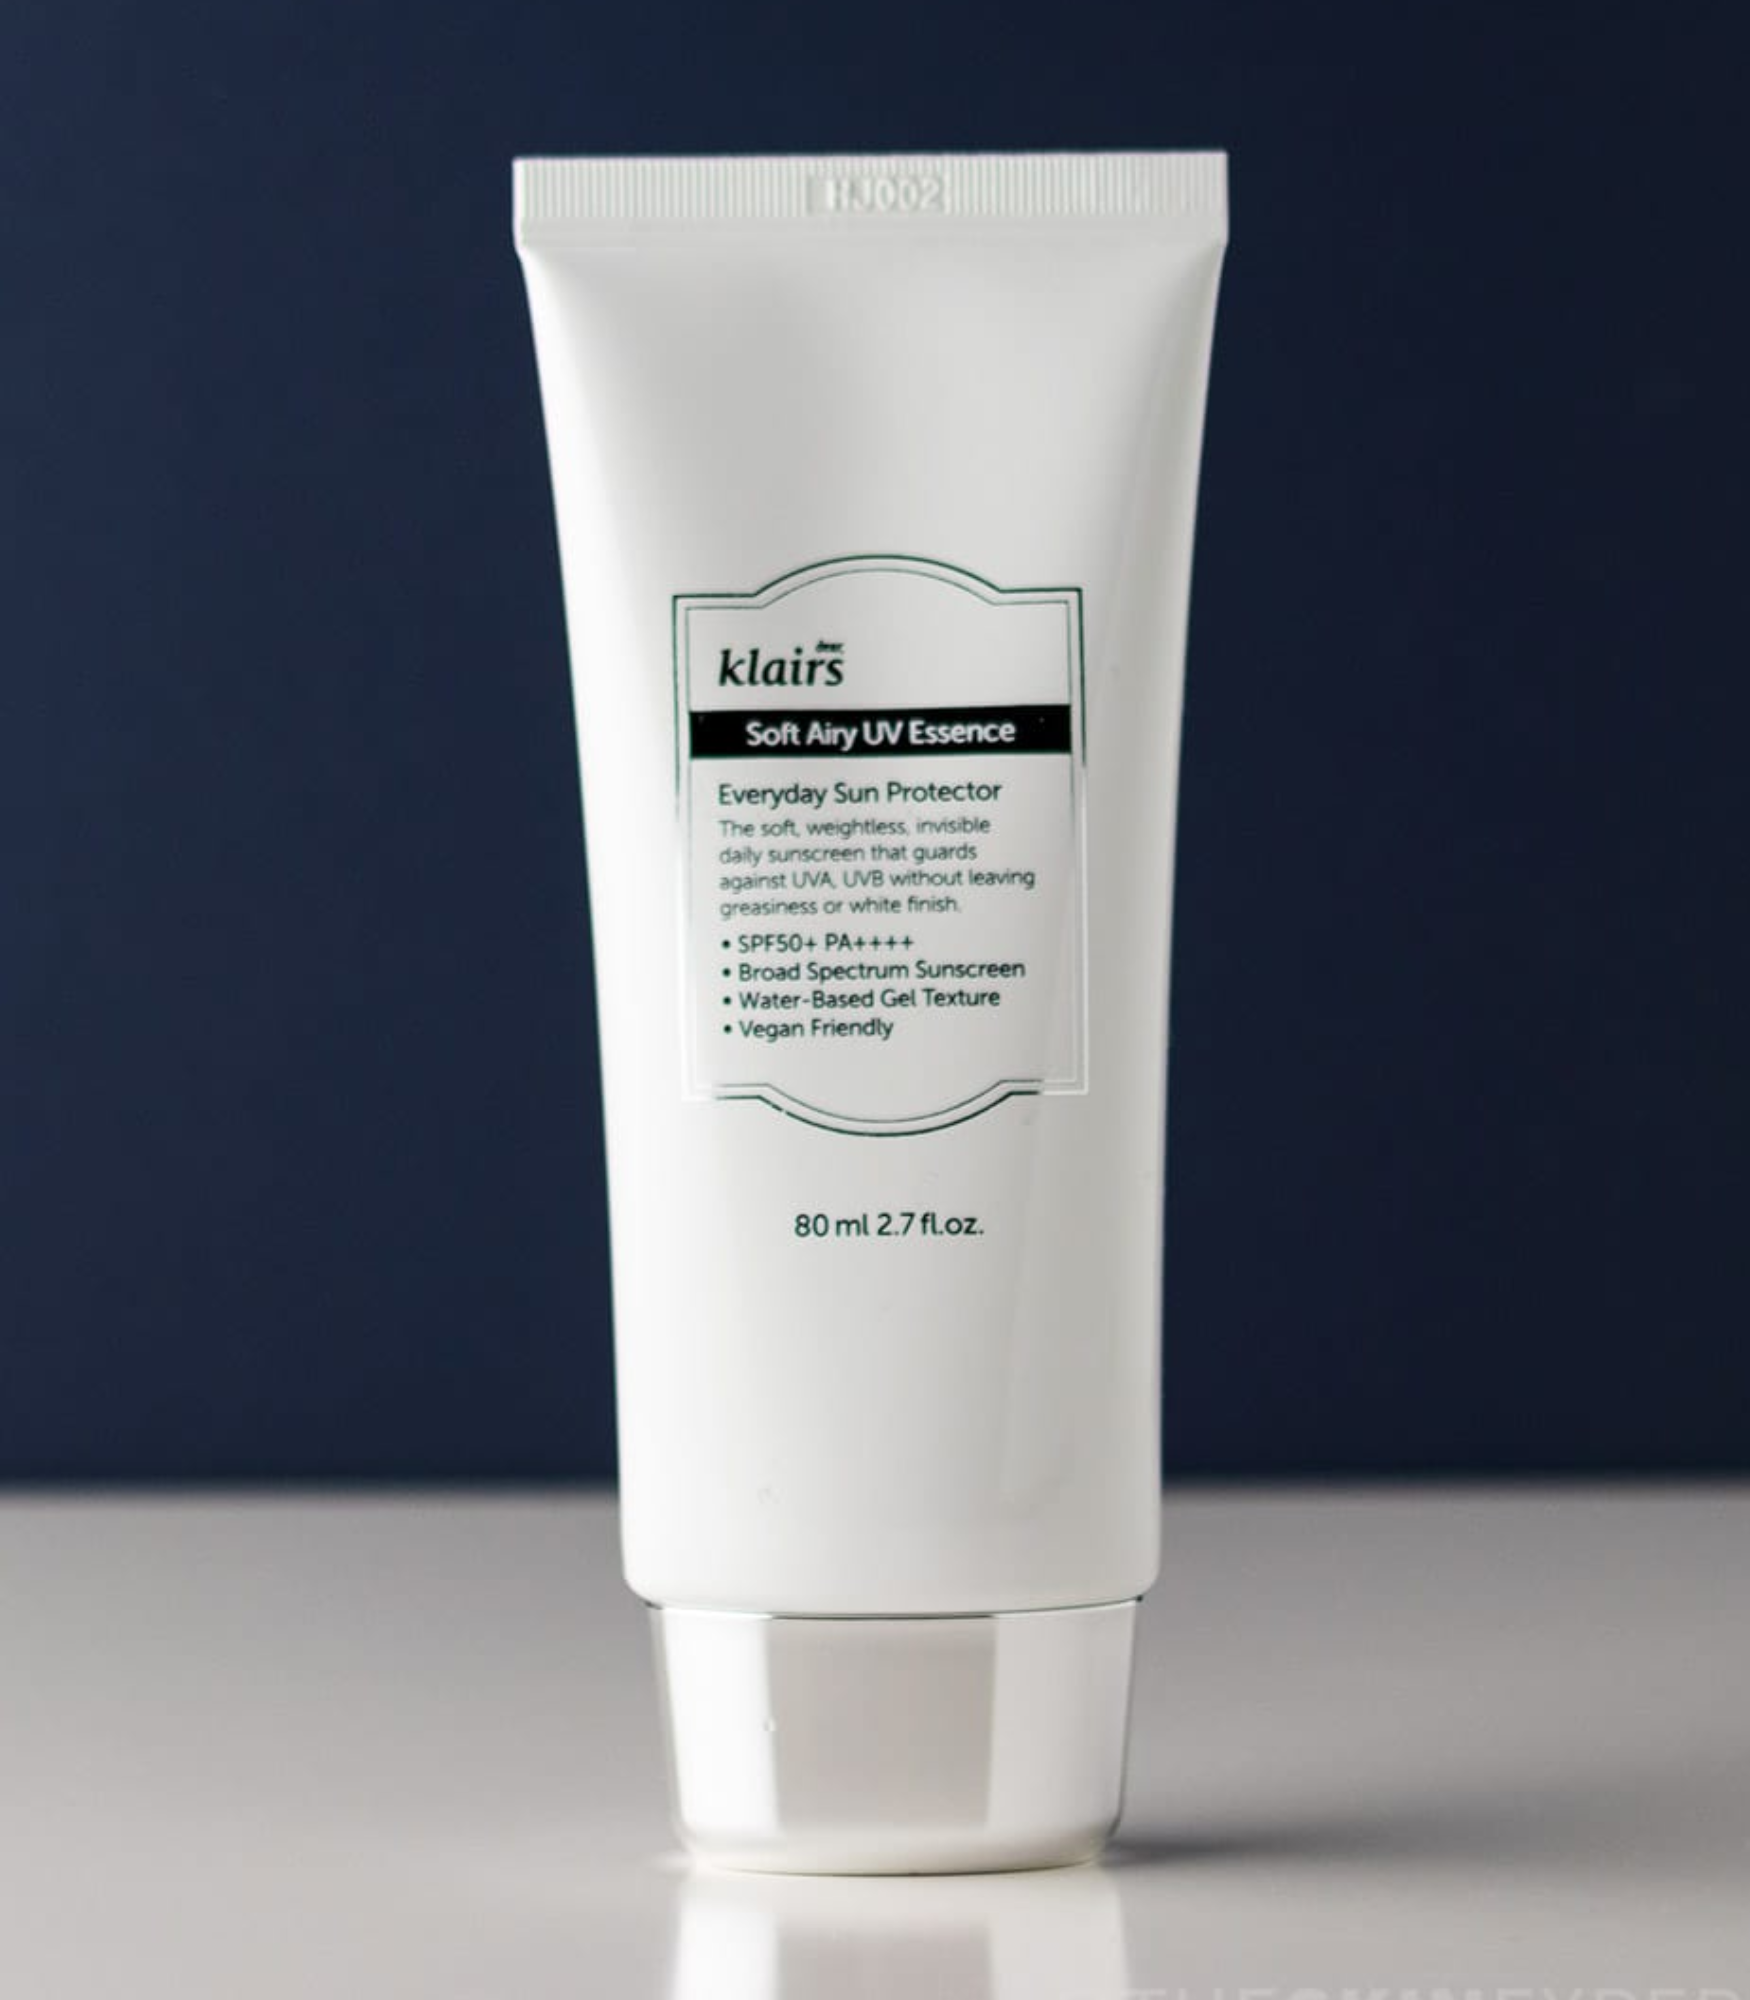 HJ002
dear,
klairs
Soft Airy UV Essence
Everyday Sun Protector
The soft, weightless, invisible
daily sunscreen that guards
against UVA, UVB without leaving
greasiness or white finish.
• SPF50+ PA++++
• Broad Spectrum Sunscreen
• Water-Based Gel Texture
• Vegan Friendly
80 ml 2.7 fl.oz.